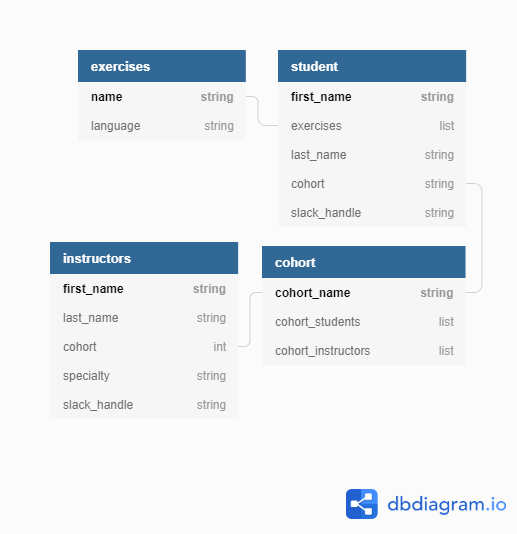 exercises
name string
language string
student
first_name string
exercises list
last_name string
cohort string
slack_handle string
instructors
first_name string
last_name string
cohort int
specialty string
slack_handle string
cohort
cohort_name string
cohort_students list
cohort_instructors list
dbdiagram.io